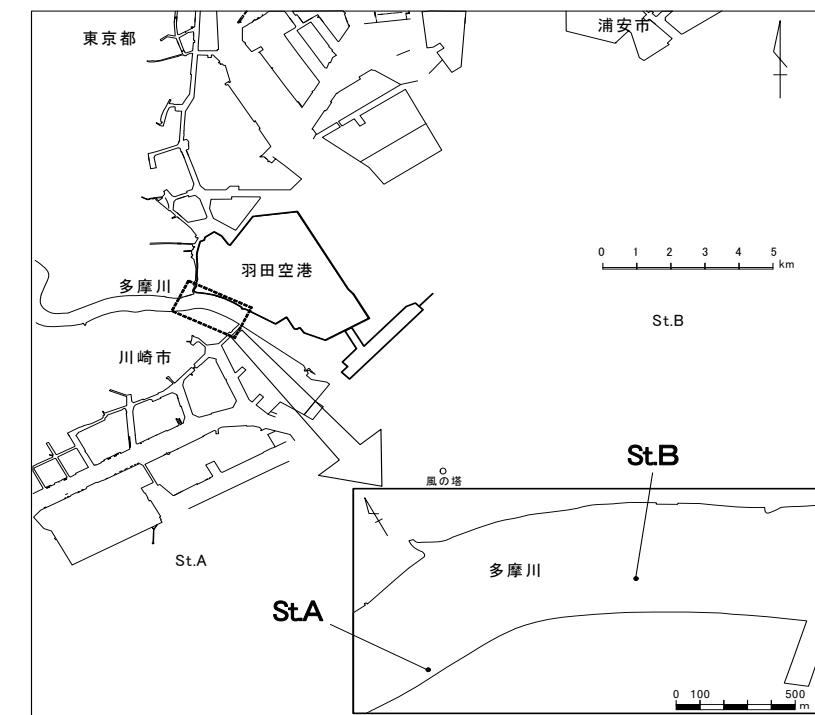 東京都
浦安市
羽田空港
0 1 2 3 4 5
km
多摩川
St.B
川崎市
風の塔
St.B
St.A
多摩川
St.A
0 100 500
m